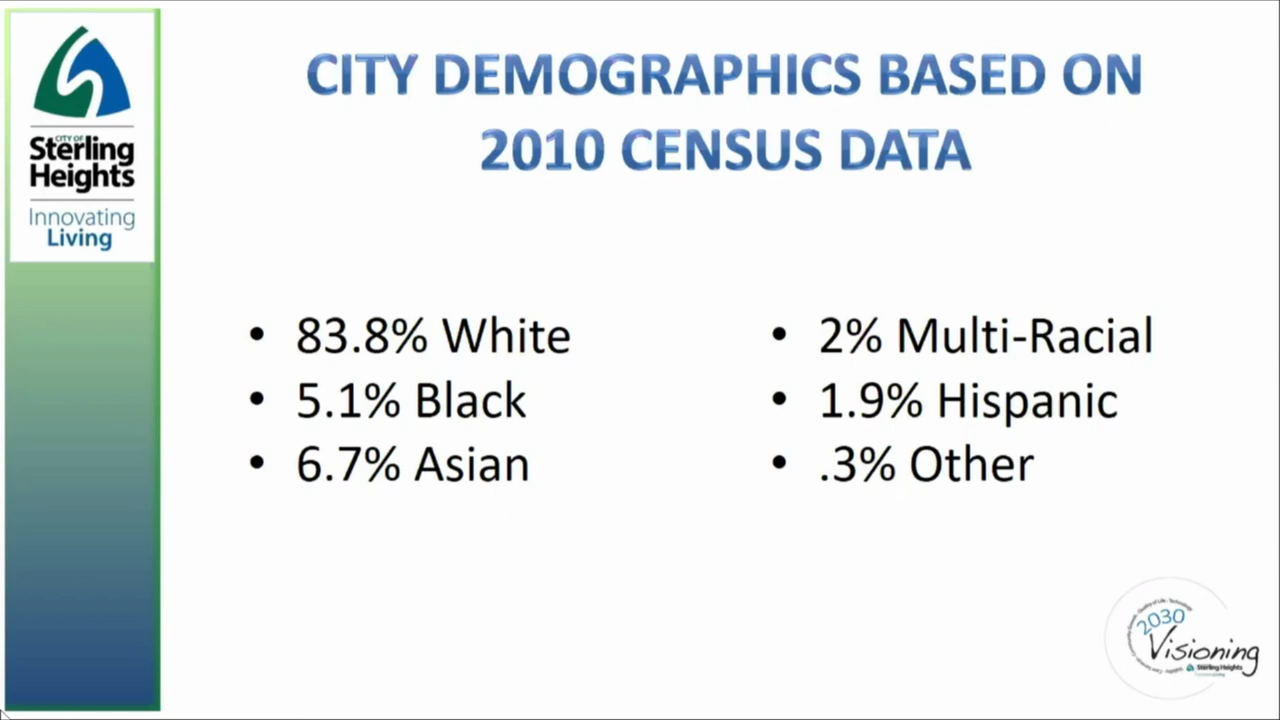 CITY DEMOGRAPHICS BASED ON
2010 CENSUS DATA
CITY OF
Sterling
Heights
Innovating
Living
• 83.8% White
• 5.1% Black
• 6.7% Asian
• 2% Multi-Racial
• 1.9% Hispanic
• .3% Other
2030
Visioning
Sterling Heights